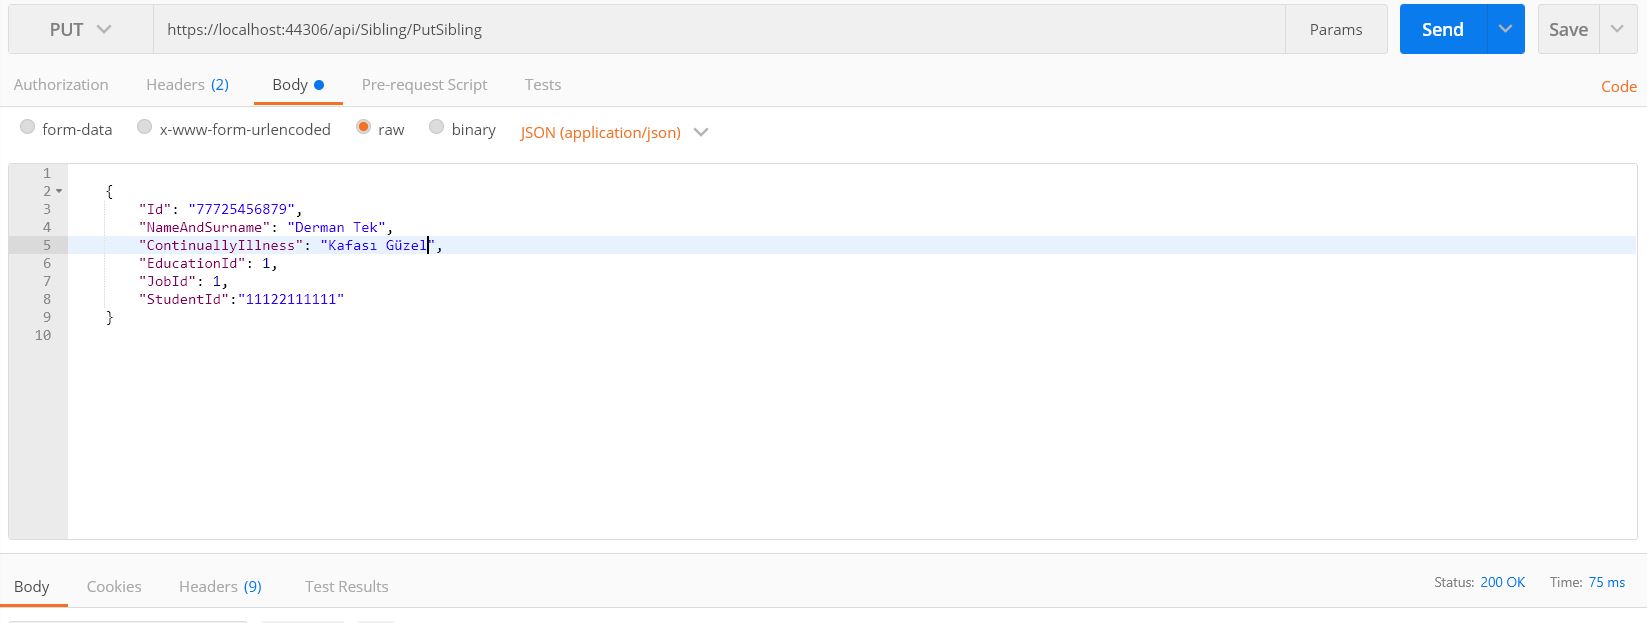 PUT https://localhost:44306/api/Sibling/PutSibling Params Send Save
Authorization Headers (2) Body Pre-request Script Tests Code
form-data x-www-form-urlencoded raw binary JSON (application/json)
1
2 {
3 "Id": "77725456879",
4 "NameAndSurname": "Derman Tek",
5 "ContinuallyIllness": "Kafası Güzel",
6 "EducationId": 1,
7 "JobId": 1,
8 "StudentId":"11122111111"
9 }
10
Body Cookies Headers (9) Test Results Status: 200 OK Time: 75 ms